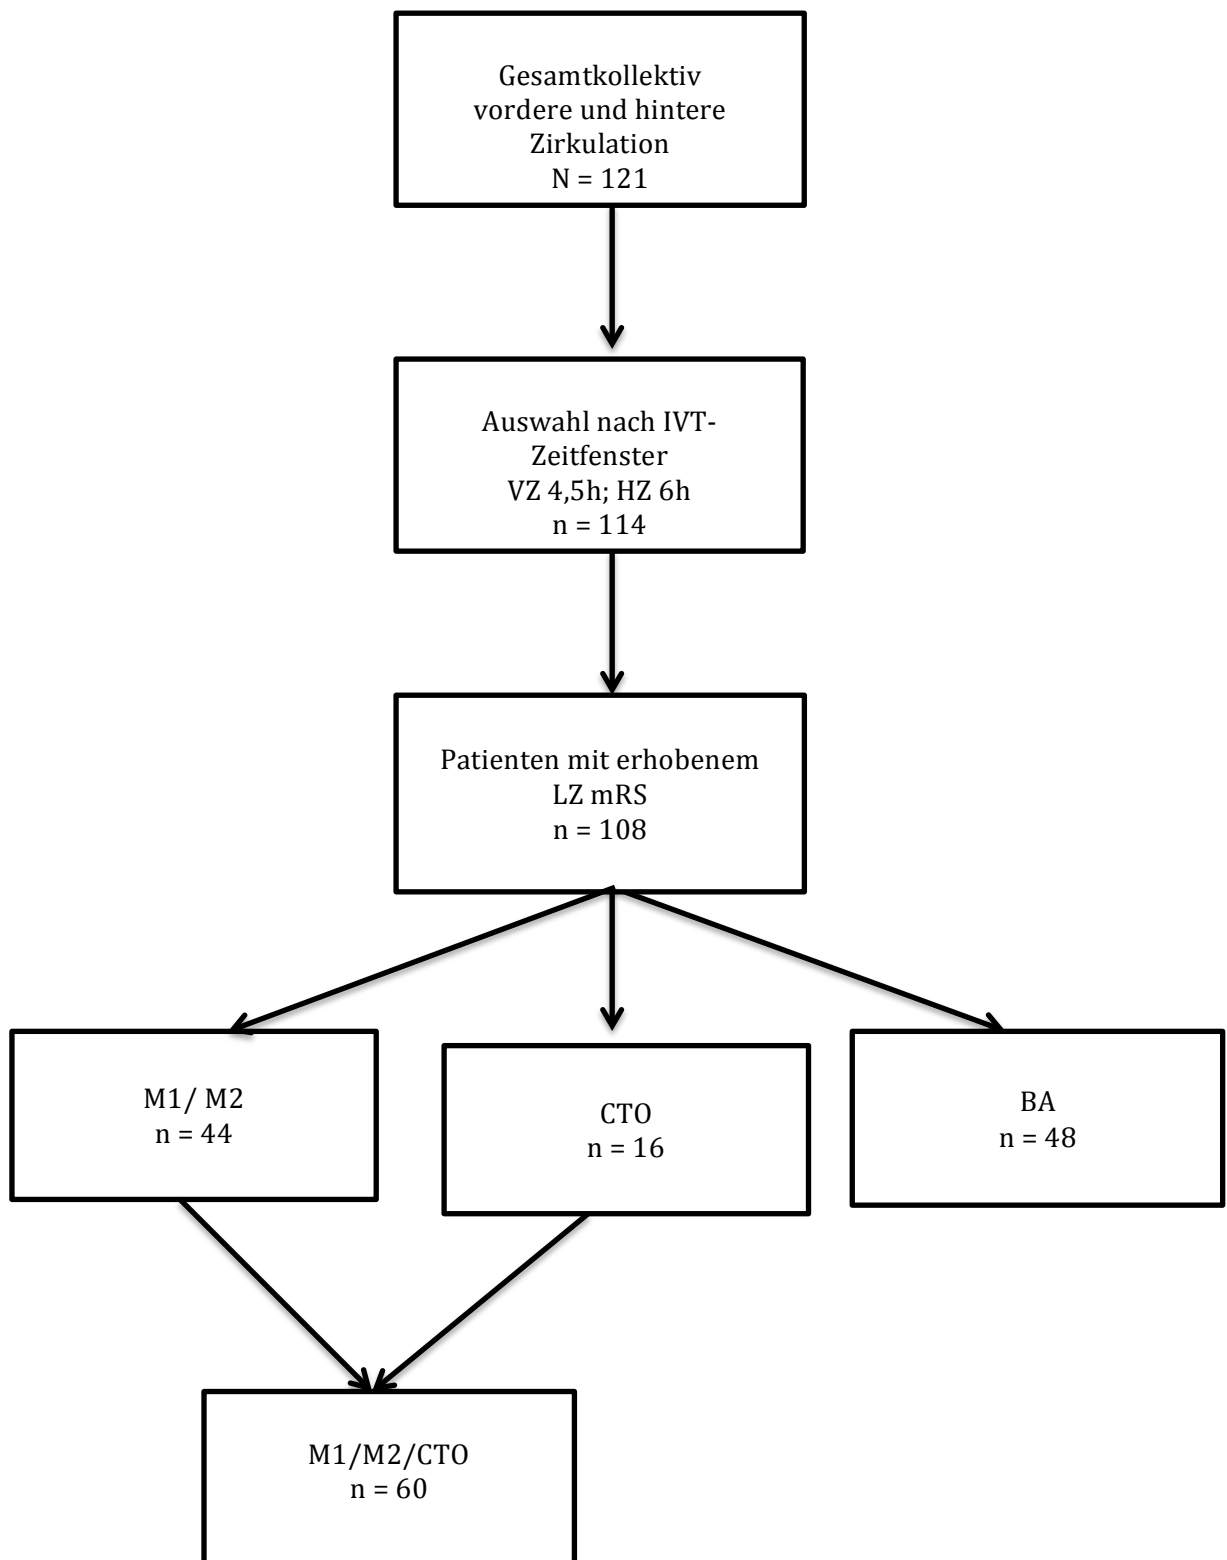 Gesamtkollektiv
vordere und hintere
Zirkulation
N = 121
Auswahl nach IVT-
Zeitfenster
VZ 4,5h; HZ 6h
n = 114
Patienten mit erhobenem
LZ mRS
n = 108
M1/ M2
n = 44
CTO
n = 16
BA
n = 48
M1/M2/CTO
n = 60